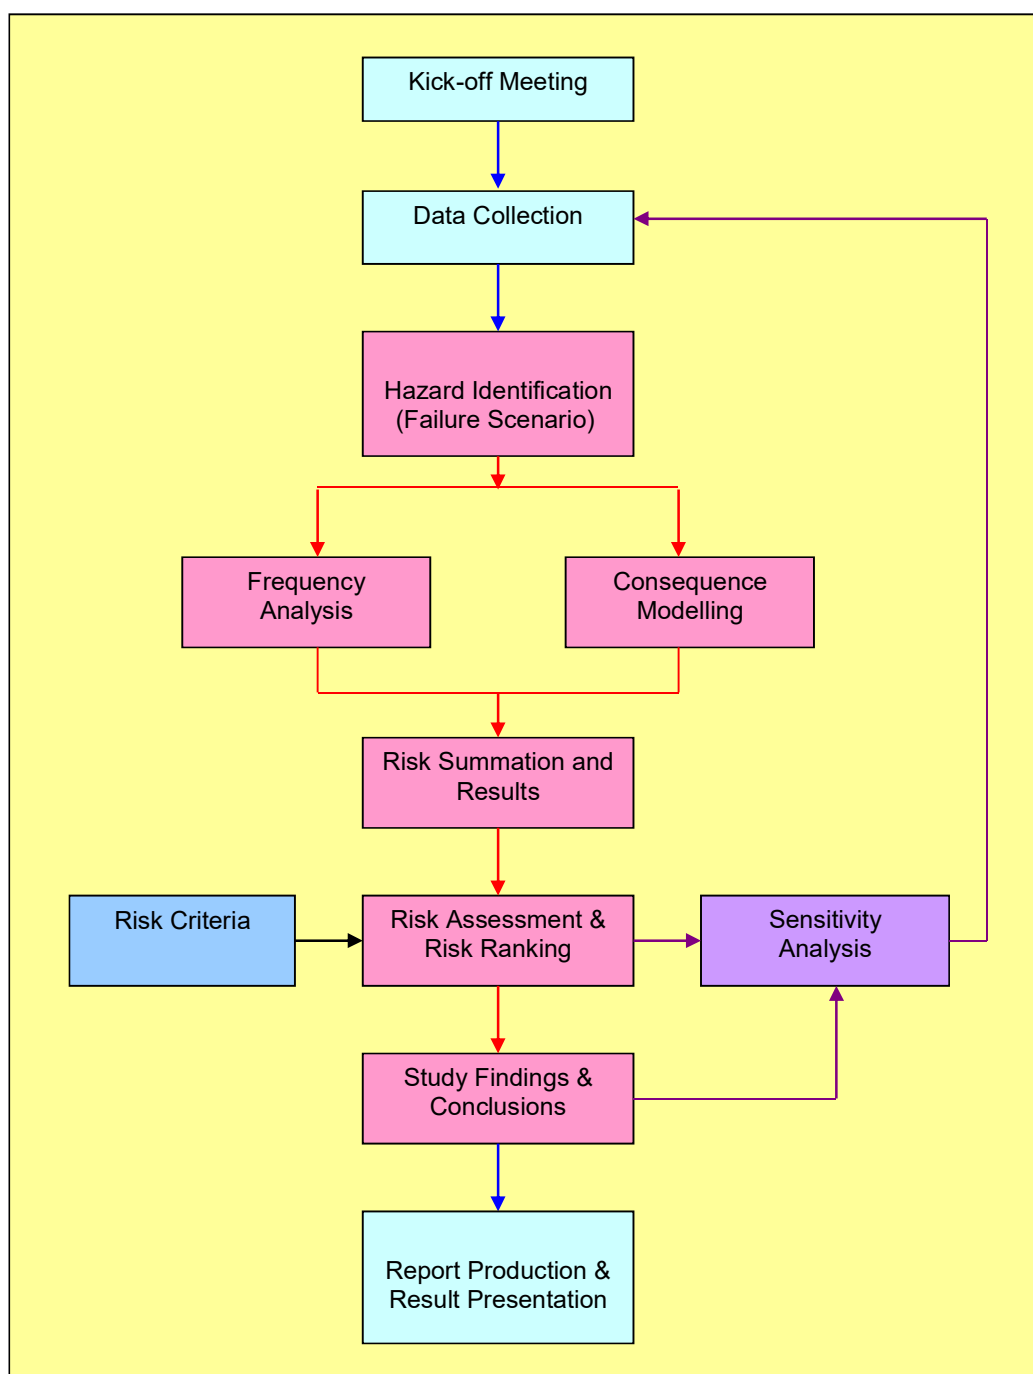 Kick-off Meeting
Data Collection
Hazard Identification
(Failure Scenario)
Frequency
Analysis
Consequence
Modelling
Risk Summation and
Results
Risk Criteria
Risk Assessment &
Risk Ranking
Sensitivity
Analysis
Study Findings &
Conclusions
Report Production &
Result Presentation